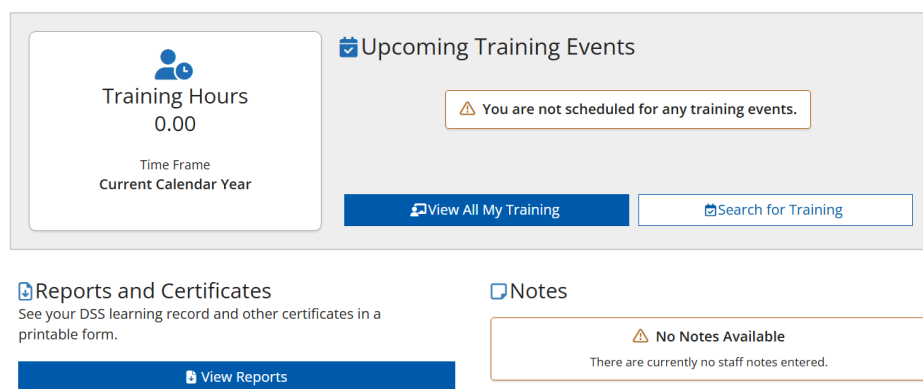 Training Hours
0.00
Time Frame
Current Calendar Year
Upcoming Training Events
You are not scheduled for any training events.
View All My Training
Search for Training
Reports and Certificates
See your DSS learning record and other certificates in a
printable form.
View Reports
Notes
No Notes Available
There are currently no staff notes entered.